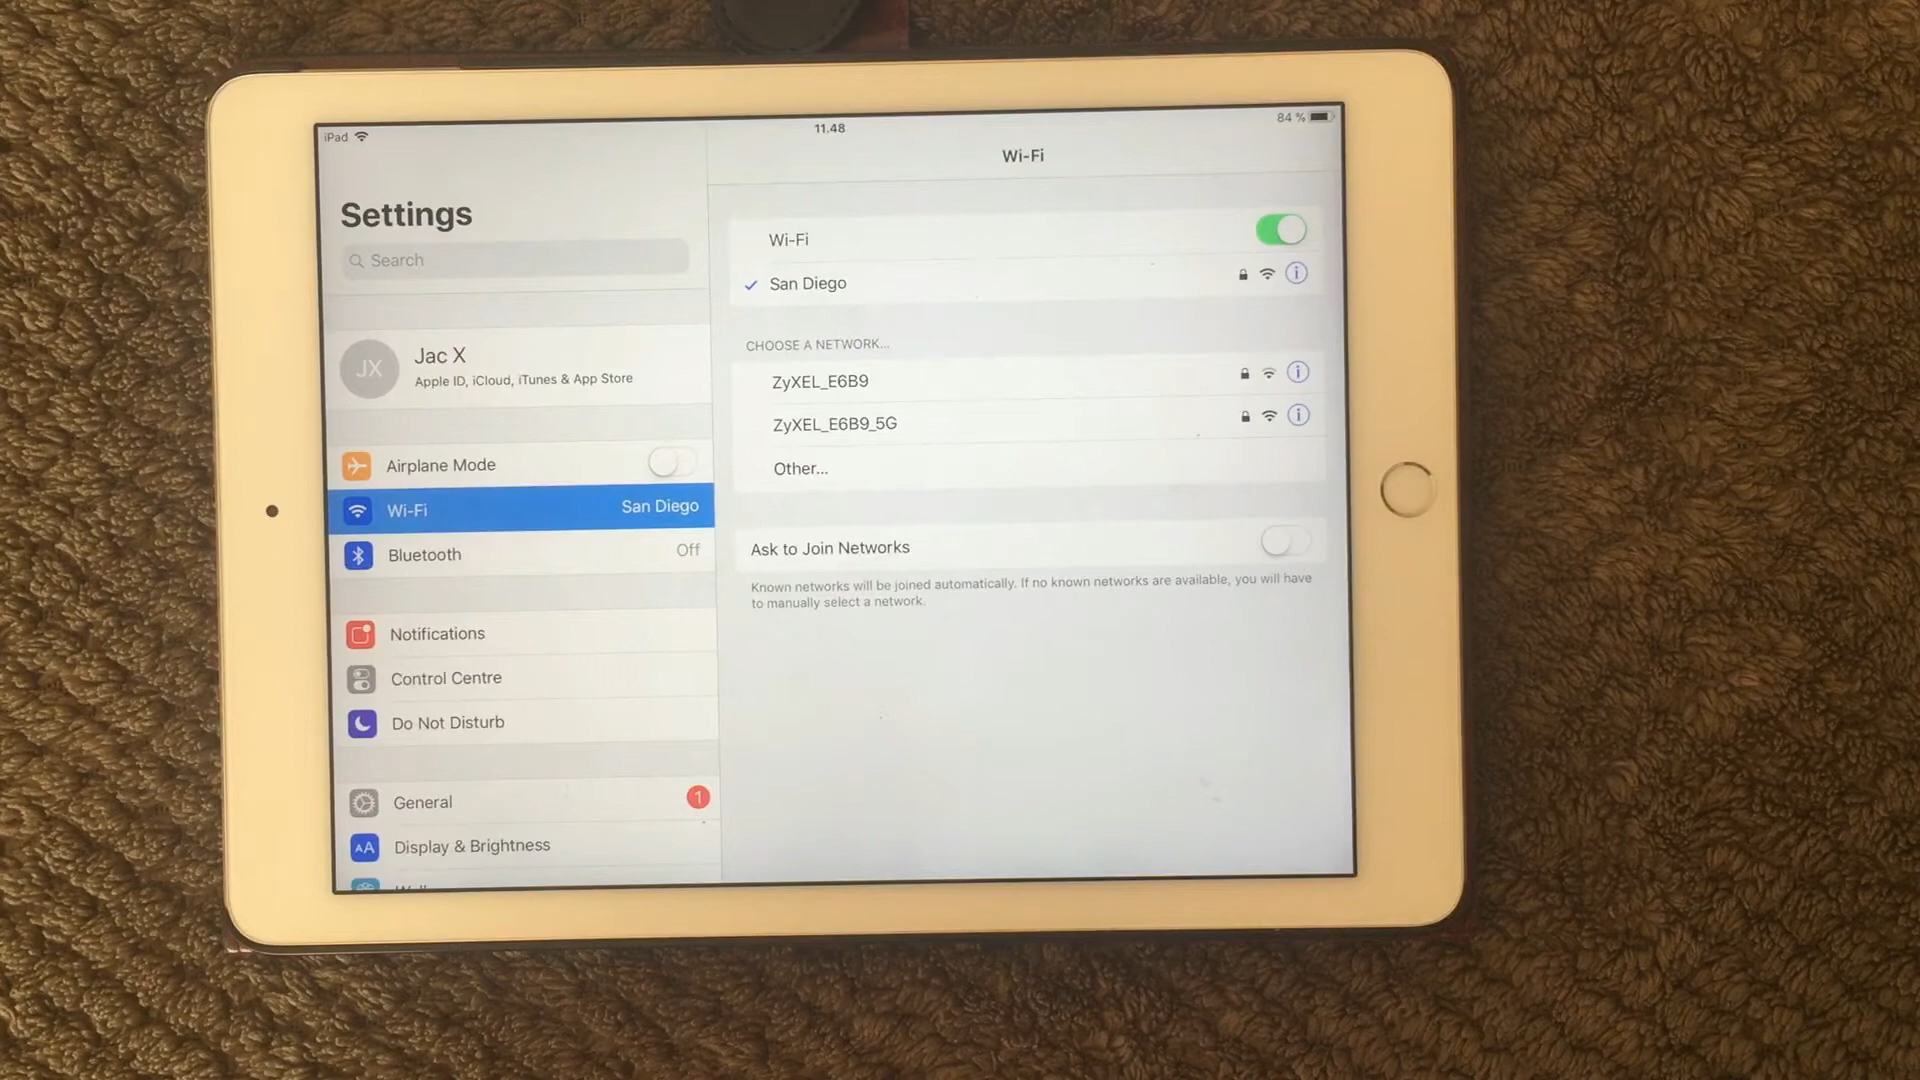 iPad
11.48
84 %
Settings
Search
JX
Jac X
Apple ID, iCloud, iTunes & App Store
Airplane Mode
Wi-Fi San Diego
Bluetooth Off
Notifications
Control Centre
Do Not Disturb
General 1
AA Display & Brightness
Wi-Fi
Wi-Fi
San Diego
CHOOSE A NETWORK...
ZyXEL_E6B9
ZyXEL_E6B9_5G
Other...
Ask to Join Networks
Known networks will be joined automatically. If no known networks are available, you will have
to manually select a network.